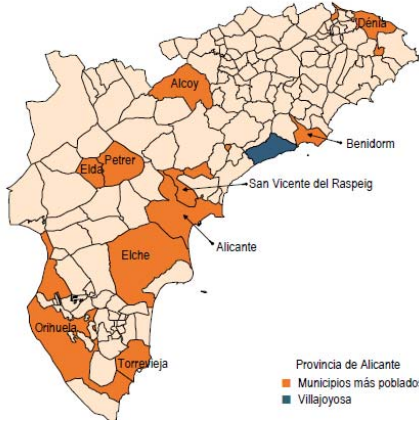 Dénia
Alcoy
Benidorm
Petrer
Elda
San Vicente del Raspeig
Alicante
Elche
Orihuela
Torrevieja
Provincia de Alicante
Municipios más poblados
Villajoyosa